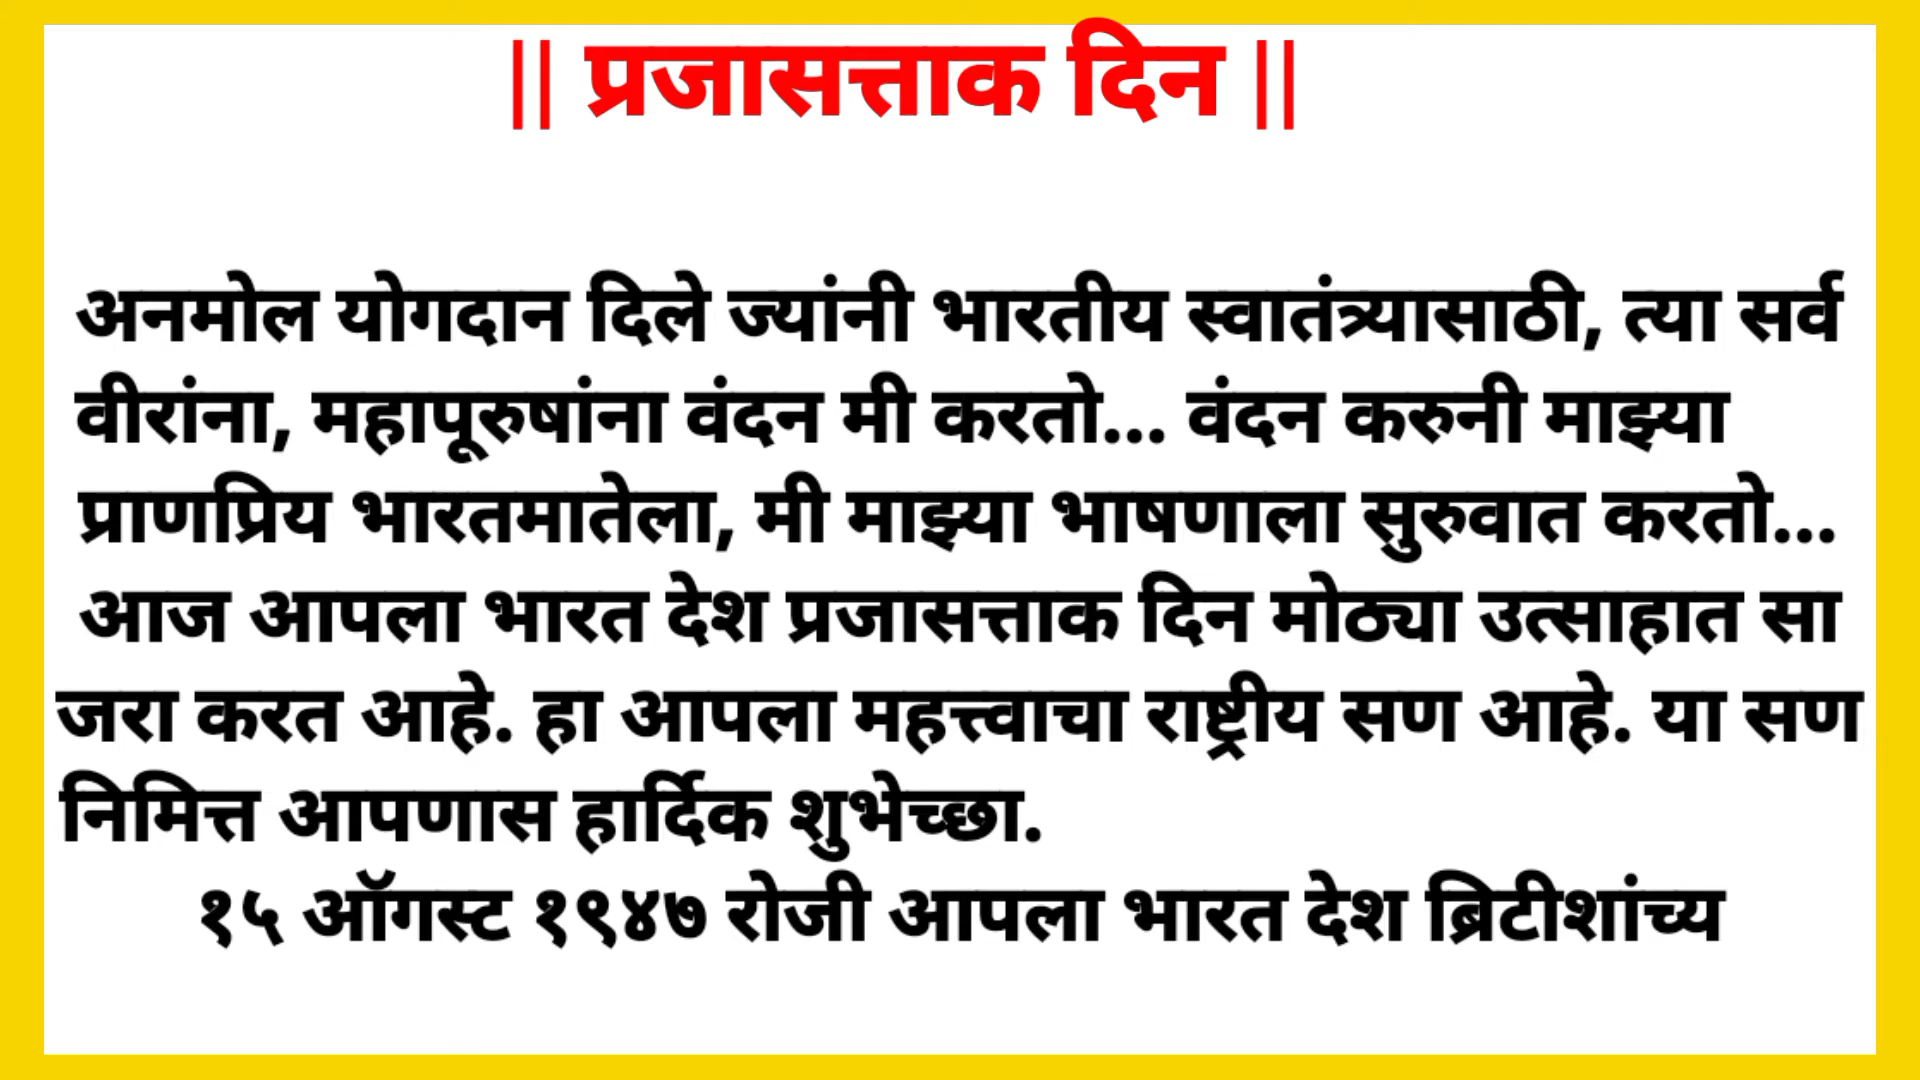 || प्रजासत्ताक दिन ||
अनमोल योगदान दिले ज्यांनी भारतीय स्वातंत्र्यासाठी, त्या सर्व
वीरांना, महापूरुषांना वंदन मी करतो... वंदन करुनी माझ्या
प्राणप्रिय भारतमातेला, मी माझ्या भाषणाला सुरुवात करतो...
आज आपला भारत देश प्रजासत्ताक दिन मोठ्या उत्साहात सा
जरा करत आहे. हा आपला महत्त्वाचा राष्ट्रीय सण आहे. या सण
निमित्त आपणास हार्दिक शुभेच्छा.
१५ ऑगस्ट १९४७ रोजी आपला भारत देश ब्रिटीशांच्य